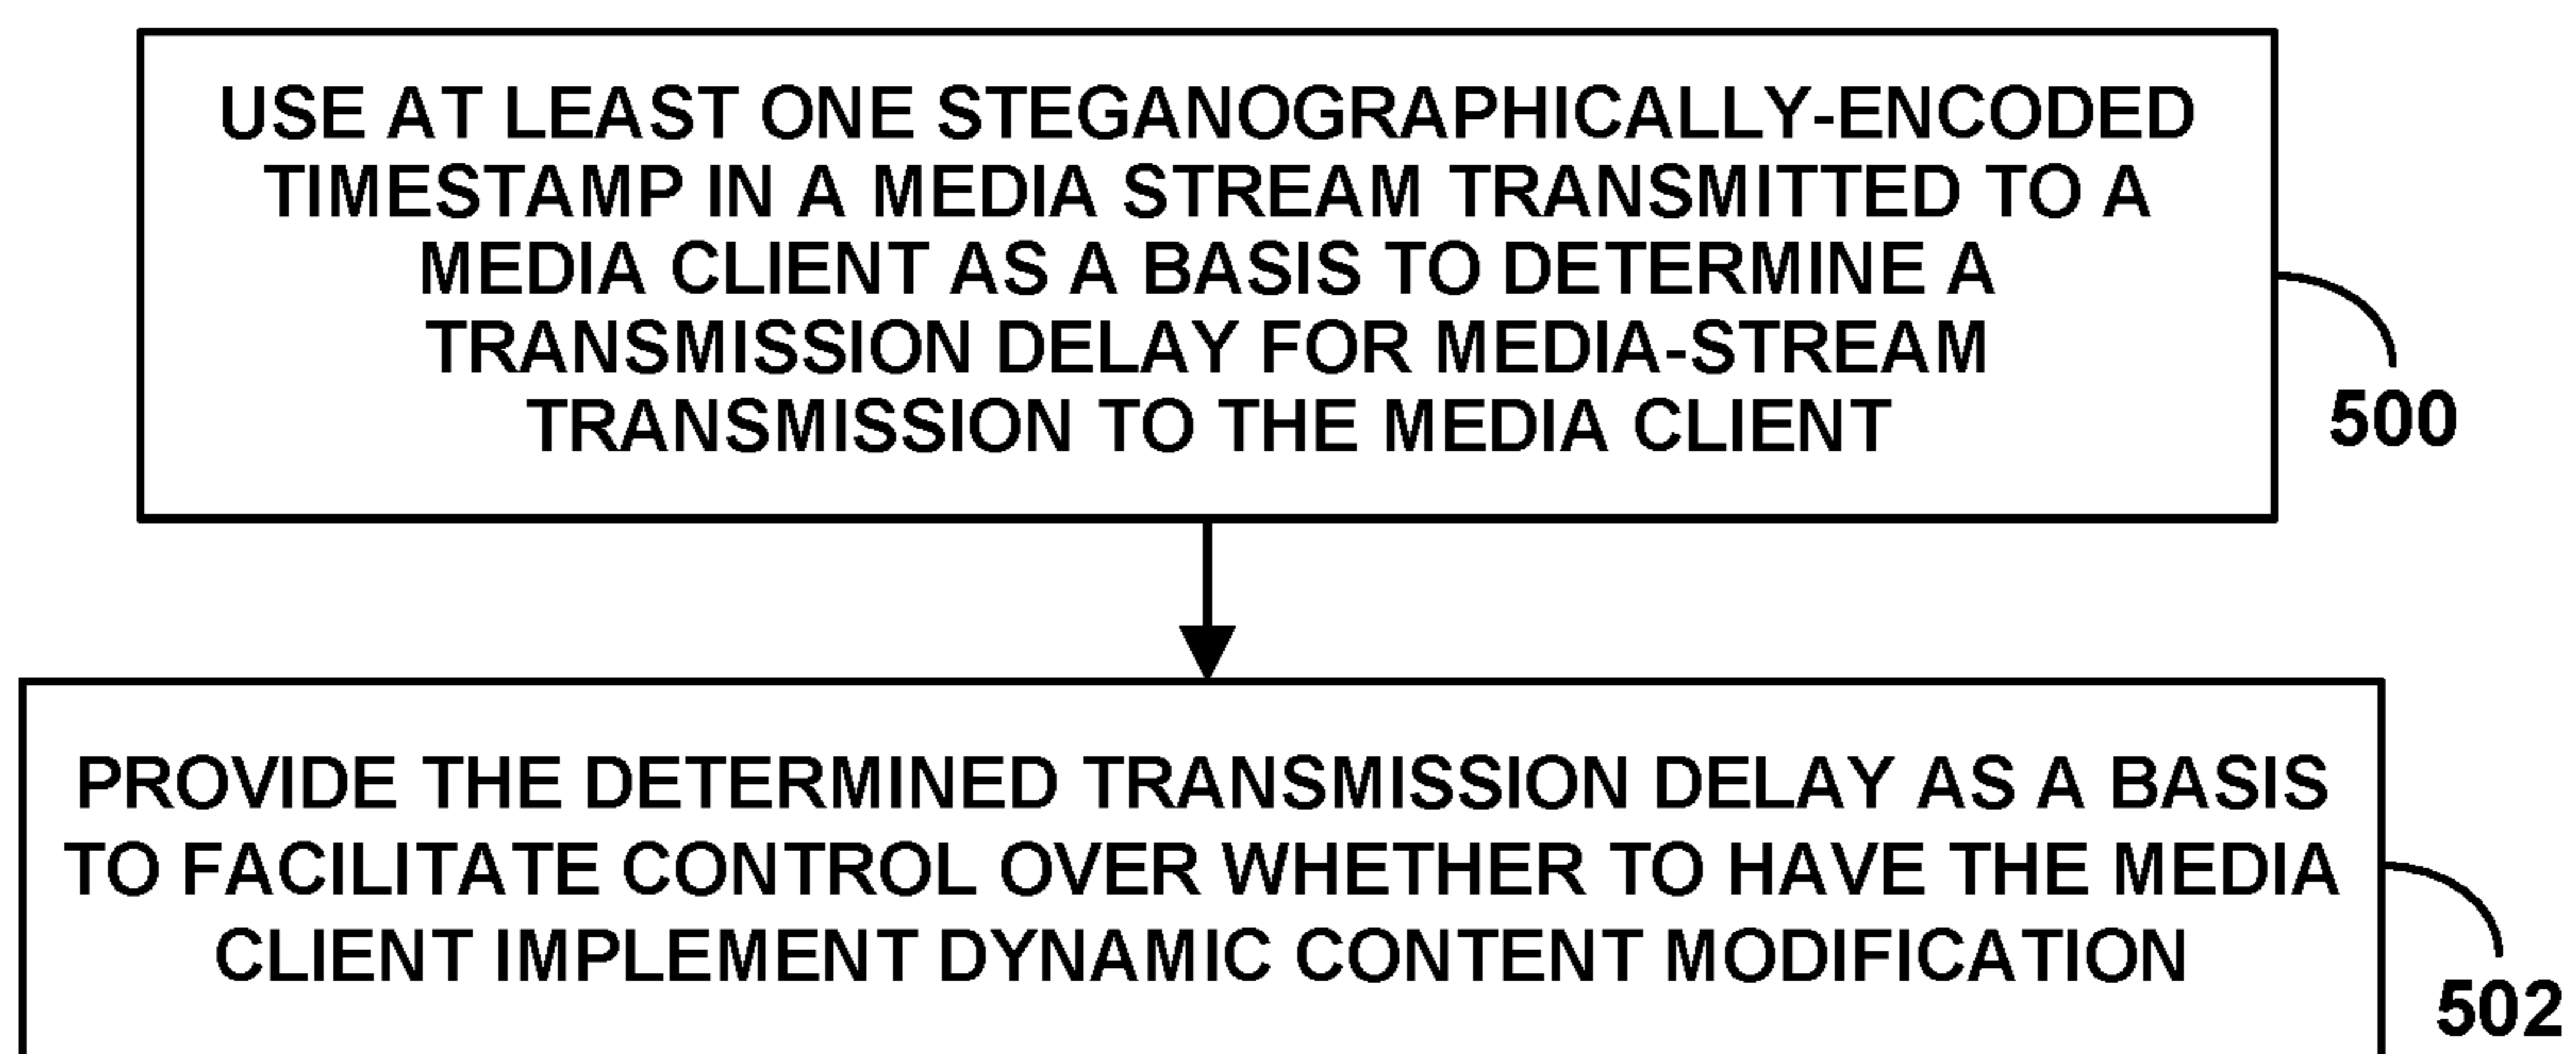 USE AT LEAST ONE STEGANOGRAPHICALLY-ENCODED
TIMESTAMP IN A MEDIA STREAM TRANSMITTED TO A
MEDIA CLIENT AS A BASIS TO DETERMINE A
TRANSMISSION DELAY FOR MEDIA-STREAM
TRANSMISSION TO THE MEDIA CLIENT
500
PROVIDE THE DETERMINED TRANSMISSION DELAY AS A BASIS
TO FACILITATE CONTROL OVER WHETHER TO HAVE THE MEDIA
CLIENT IMPLEMENT DYNAMIC CONTENT MODIFICATION
502